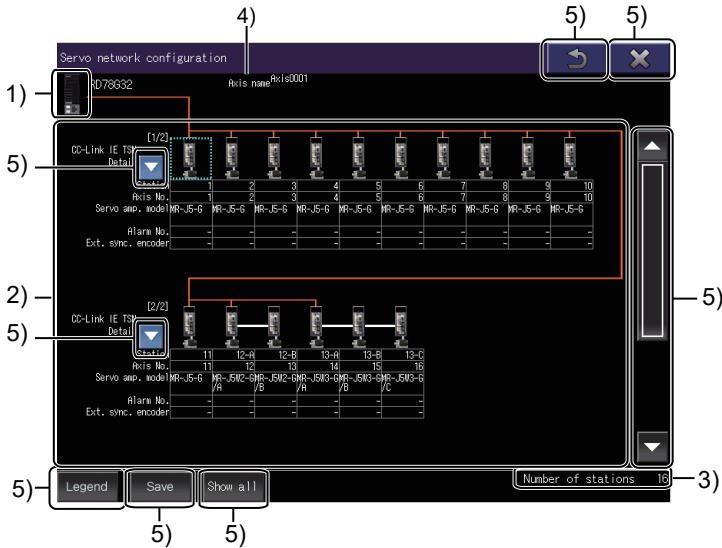 4)
5)
5)
Servo network configuration
1)
RD78G32
Axis name Axis0001
[1/2]
CC-Link IE TSN
Detai
5)
Statio
1 2 3 4 5 6 7 8 9 10
Axis No. 1 2 3 4 5 6 7 8 9 10
Servo amp. model MR-J5-G MR-J5-G MR-J5-G MR-J5-G MR-J5-G MR-J5-G MR-J5-G MR-J5-G MR-J5-G MR-J5-G
Alarm No. - - - - - - - - - -
Ext. sync. encoder - - - - - - - - - -
2)
5)
[2/2]
CC-Link IE TSN
Detai
5)
Statio
11 12-A 12-B 13-A 13-B 13-C
Axis No. 11 12 13 14 15 16
Servo amp. model MR-J5-G MR-J5W2-G MR-J5W2-G MR-J5W3-G MR-J5W3-G MR-J5W3-G
/A /B /A /B /C
Alarm No. - - - - - -
Ext. sync. encoder - - - - - -
5)
Legend
Save
Show all
Number of stations 16
3)
5)
5)